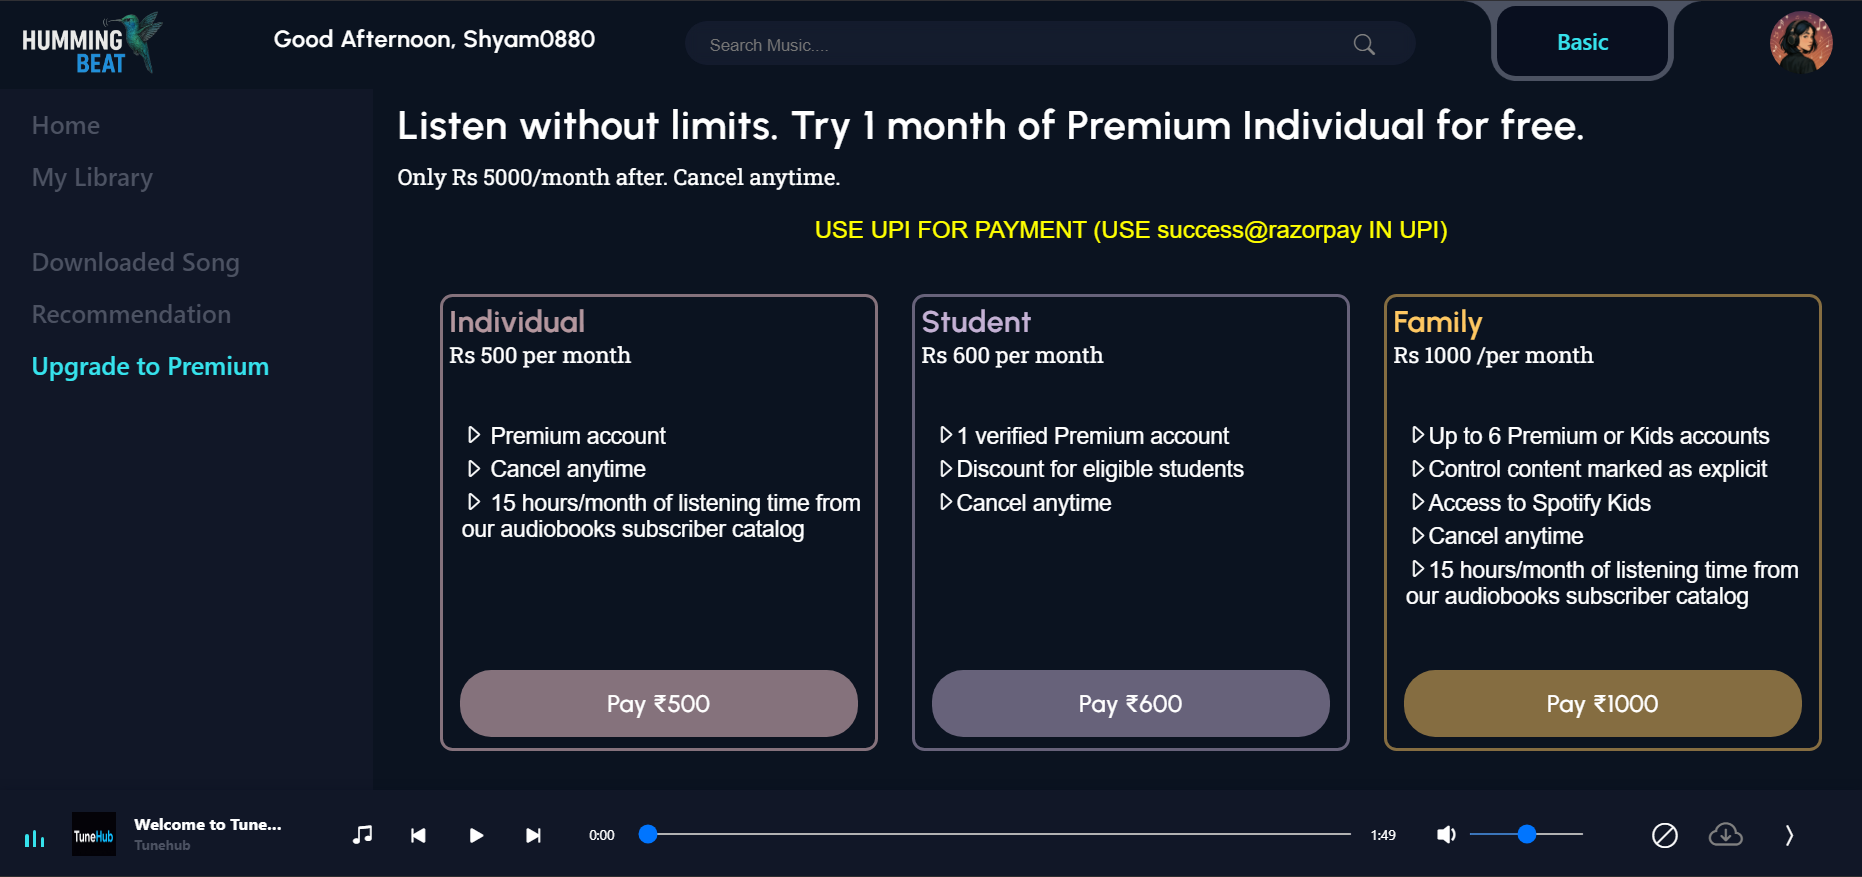 HUMMING
BEAT
Good Afternoon, Shyam0880
Search Music....
Basic
Home
My Library
Downloaded Song
Recommendation
Upgrade to Premium
Listen without limits. Try 1 month of Premium Individual for free.
Only Rs 5000/month after. Cancel anytime.
USE UPI FOR PAYMENT (USE success@razorpay IN UPI)
Individual
Rs 500 per month
Premium account
Cancel anytime
15 hours/month of listening time from
our audiobooks subscriber catalog
Pay ₹500
Student
Rs 600 per month
1 verified Premium account
Discount for eligible students
Cancel anytime
Pay ₹600
Family
Rs 1000 /per month
Up to 6 Premium or Kids accounts
Control content marked as explicit
Access to Spotify Kids
Cancel anytime
15 hours/month of listening time from
our audiobooks subscriber catalog
Pay ₹1000
TuneHub
Welcome to Tune...
Tunehub
0:00
1:49